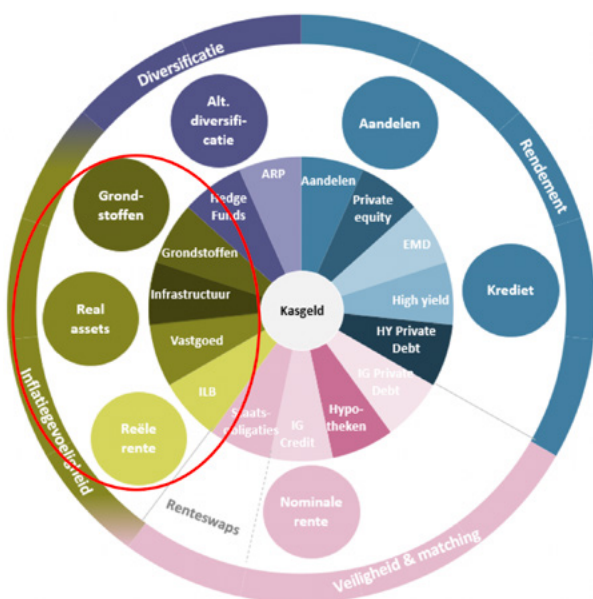 Diversificatie
Rendement
Inflatiegevoeligheid
Veiligheid & matching
Renteswaps
Alt.
diversifi-
catie
Aandelen
Grond-
stoffen
Real
assets
Reële
rente
Nominale
rente
Krediet
ARP
Aandelen
Private
equity
EMD
High yield
HY Private
Debt
IG Private
Debt
Hypo-
theken
IG
Credit
Staats-
obligaties
ILB
Vastgoed
Infrastructuur
Grondstoffen
Hedge
Funds
Kasgeld